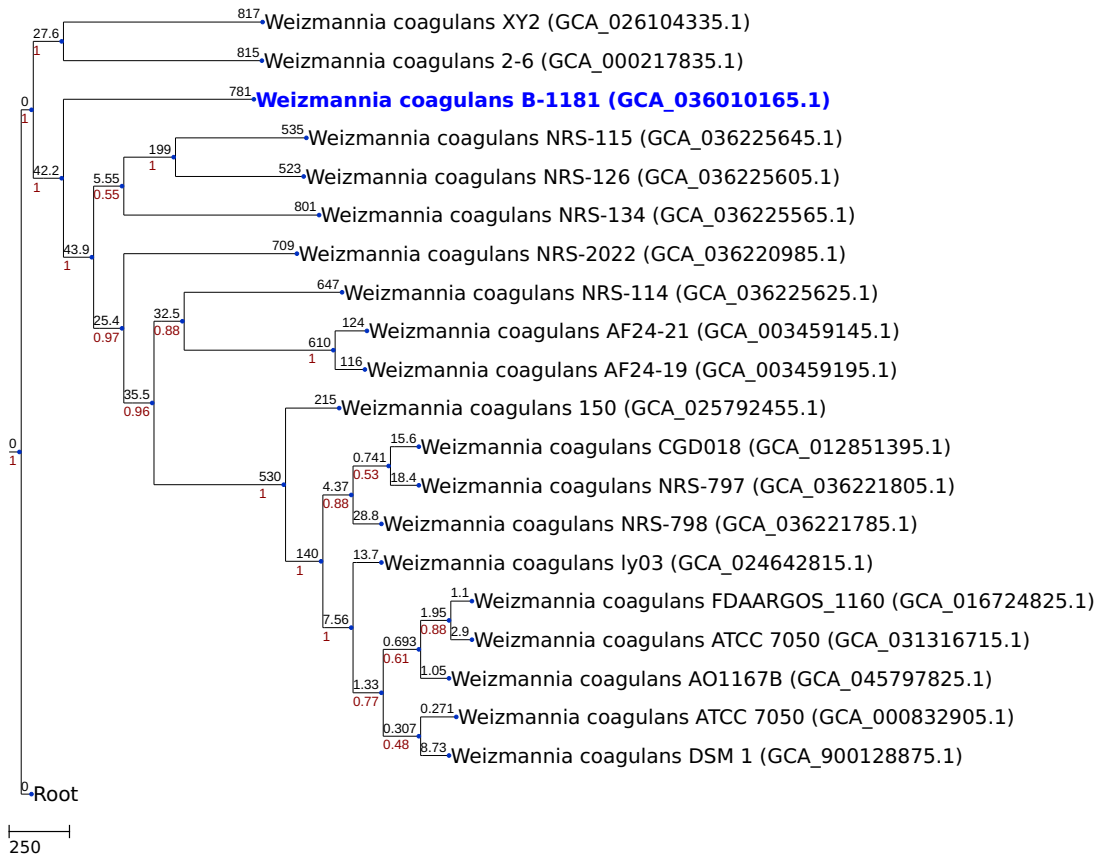 817
Weizmannia coagulans XY2 (GCA_026104335.1)
27.6
1
815
Weizmannia coagulans 2-6 (GCA_000217835.1)
0
1
781
Weizmannia coagulans B-1181 (GCA_036010165.1)
535
Weizmannia coagulans NRS-115 (GCA_036225645.1)
199
1
523
Weizmannia coagulans NRS-126 (GCA_036225605.1)
42.2
1
5.55
0.55
801
Weizmannia coagulans NRS-134 (GCA_036225565.1)
43.9
1
709
Weizmannia coagulans NRS-2022 (GCA_036220985.1)
647
Weizmannia coagulans NRS-114 (GCA_036225625.1)
25.4
0.97
32.5
0.88
124
Weizmannia coagulans AF24-21 (GCA_003459145.1)
610
1
116
Weizmannia coagulans AF24-19 (GCA_003459195.1)
35.5
0.96
215
Weizmannia coagulans 150 (GCA_025792455.1)
0
1
15.6
Weizmannia coagulans CGD018 (GCA_012851395.1)
0.741
0.53
530
1
18.4
Weizmannia coagulans NRS-797 (GCA_036221805.1)
4.37
0.88
28.8
Weizmannia coagulans NRS-798 (GCA_036221785.1)
140
1
13.7
Weizmannia coagulans ly03 (GCA_024642815.1)
1.1
Weizmannia coagulans FDAARGOS_1160 (GCA_016724825.1)
7.56
1
1.95
0.88
2.9
Weizmannia coagulans ATCC 7050 (GCA_031316715.1)
0.693
0.61
1.05
Weizmannia coagulans AO1167B (GCA_045797825.1)
1.33
0.77
0.271
Weizmannia coagulans ATCC 7050 (GCA_000832905.1)
0.307
0.48
8.73
Weizmannia coagulans DSM 1 (GCA_900128875.1)
0
Root
250